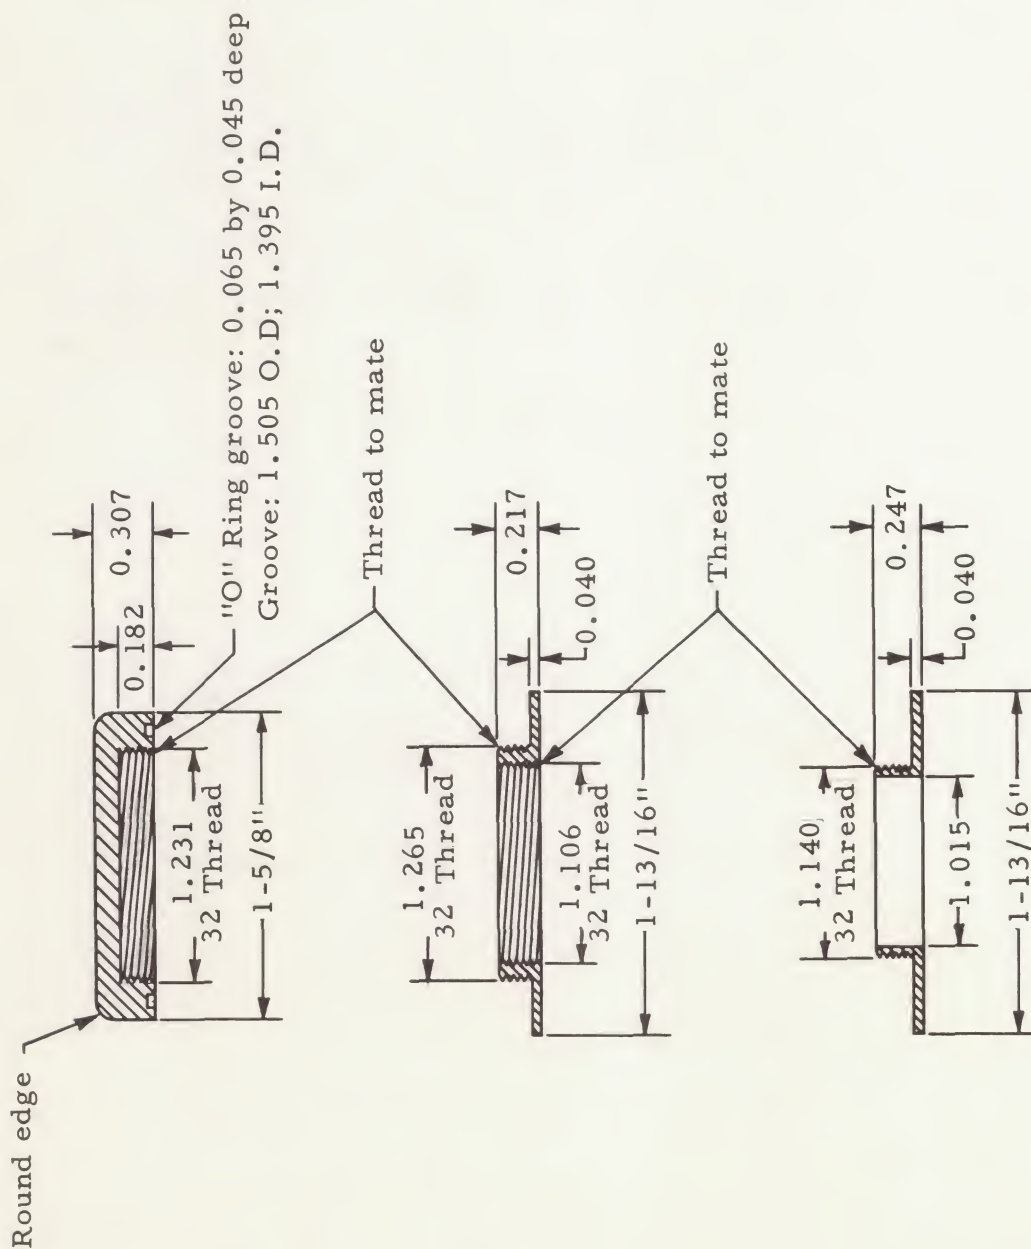 Round edge
0.307
0.182
"O" Ring groove: 0.065 by 0.045 deep
Groove: 1.505 O.D; 1.395 I.D.
1.231
32 Thread
1-5/8"
Thread to mate
0.217
0.040
1.265
32 Thread
1.106
32 Thread
1-13/16"
Thread to mate
0.247
0.040
1.140
32 Thread
1.015
1-13/16"